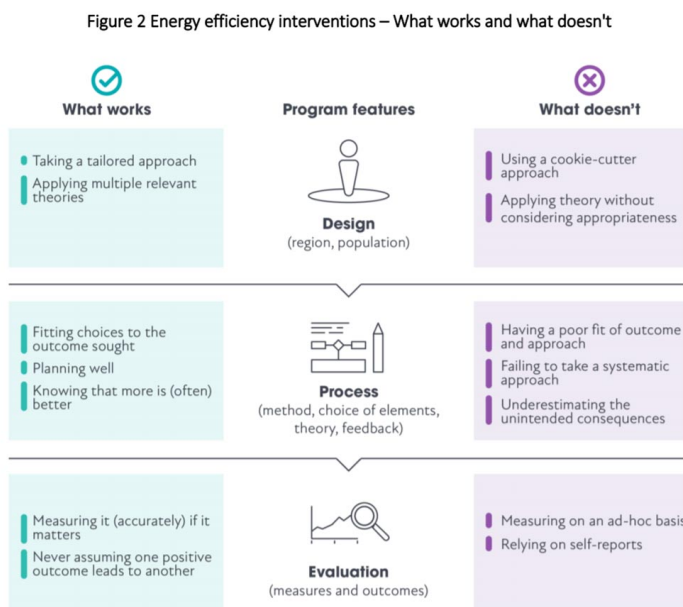 Figure 2 Energy efficiency interventions – What works and what doesn't
What works
Program features
What doesn't
Taking a tailored approach
Applying multiple relevant
theories
Design
(region, population)
Using a cookie-cutter
approach
Applying theory without
considering appropriateness
Fitting choices to the
outcome sought
Planning well
Knowing that more is (often)
better
Process
(method, choice of elements,
theory, feedback)
Having a poor fit of outcome
and approach
Failing to take a systematic
approach
Underestimating the
unintended consequences
Measuring it (accurately) if it
matters
Never assuming one positive
outcome leads to another
Evaluation
(measures and outcomes)
Measuring on an ad-hoc basis
Relying on self-reports